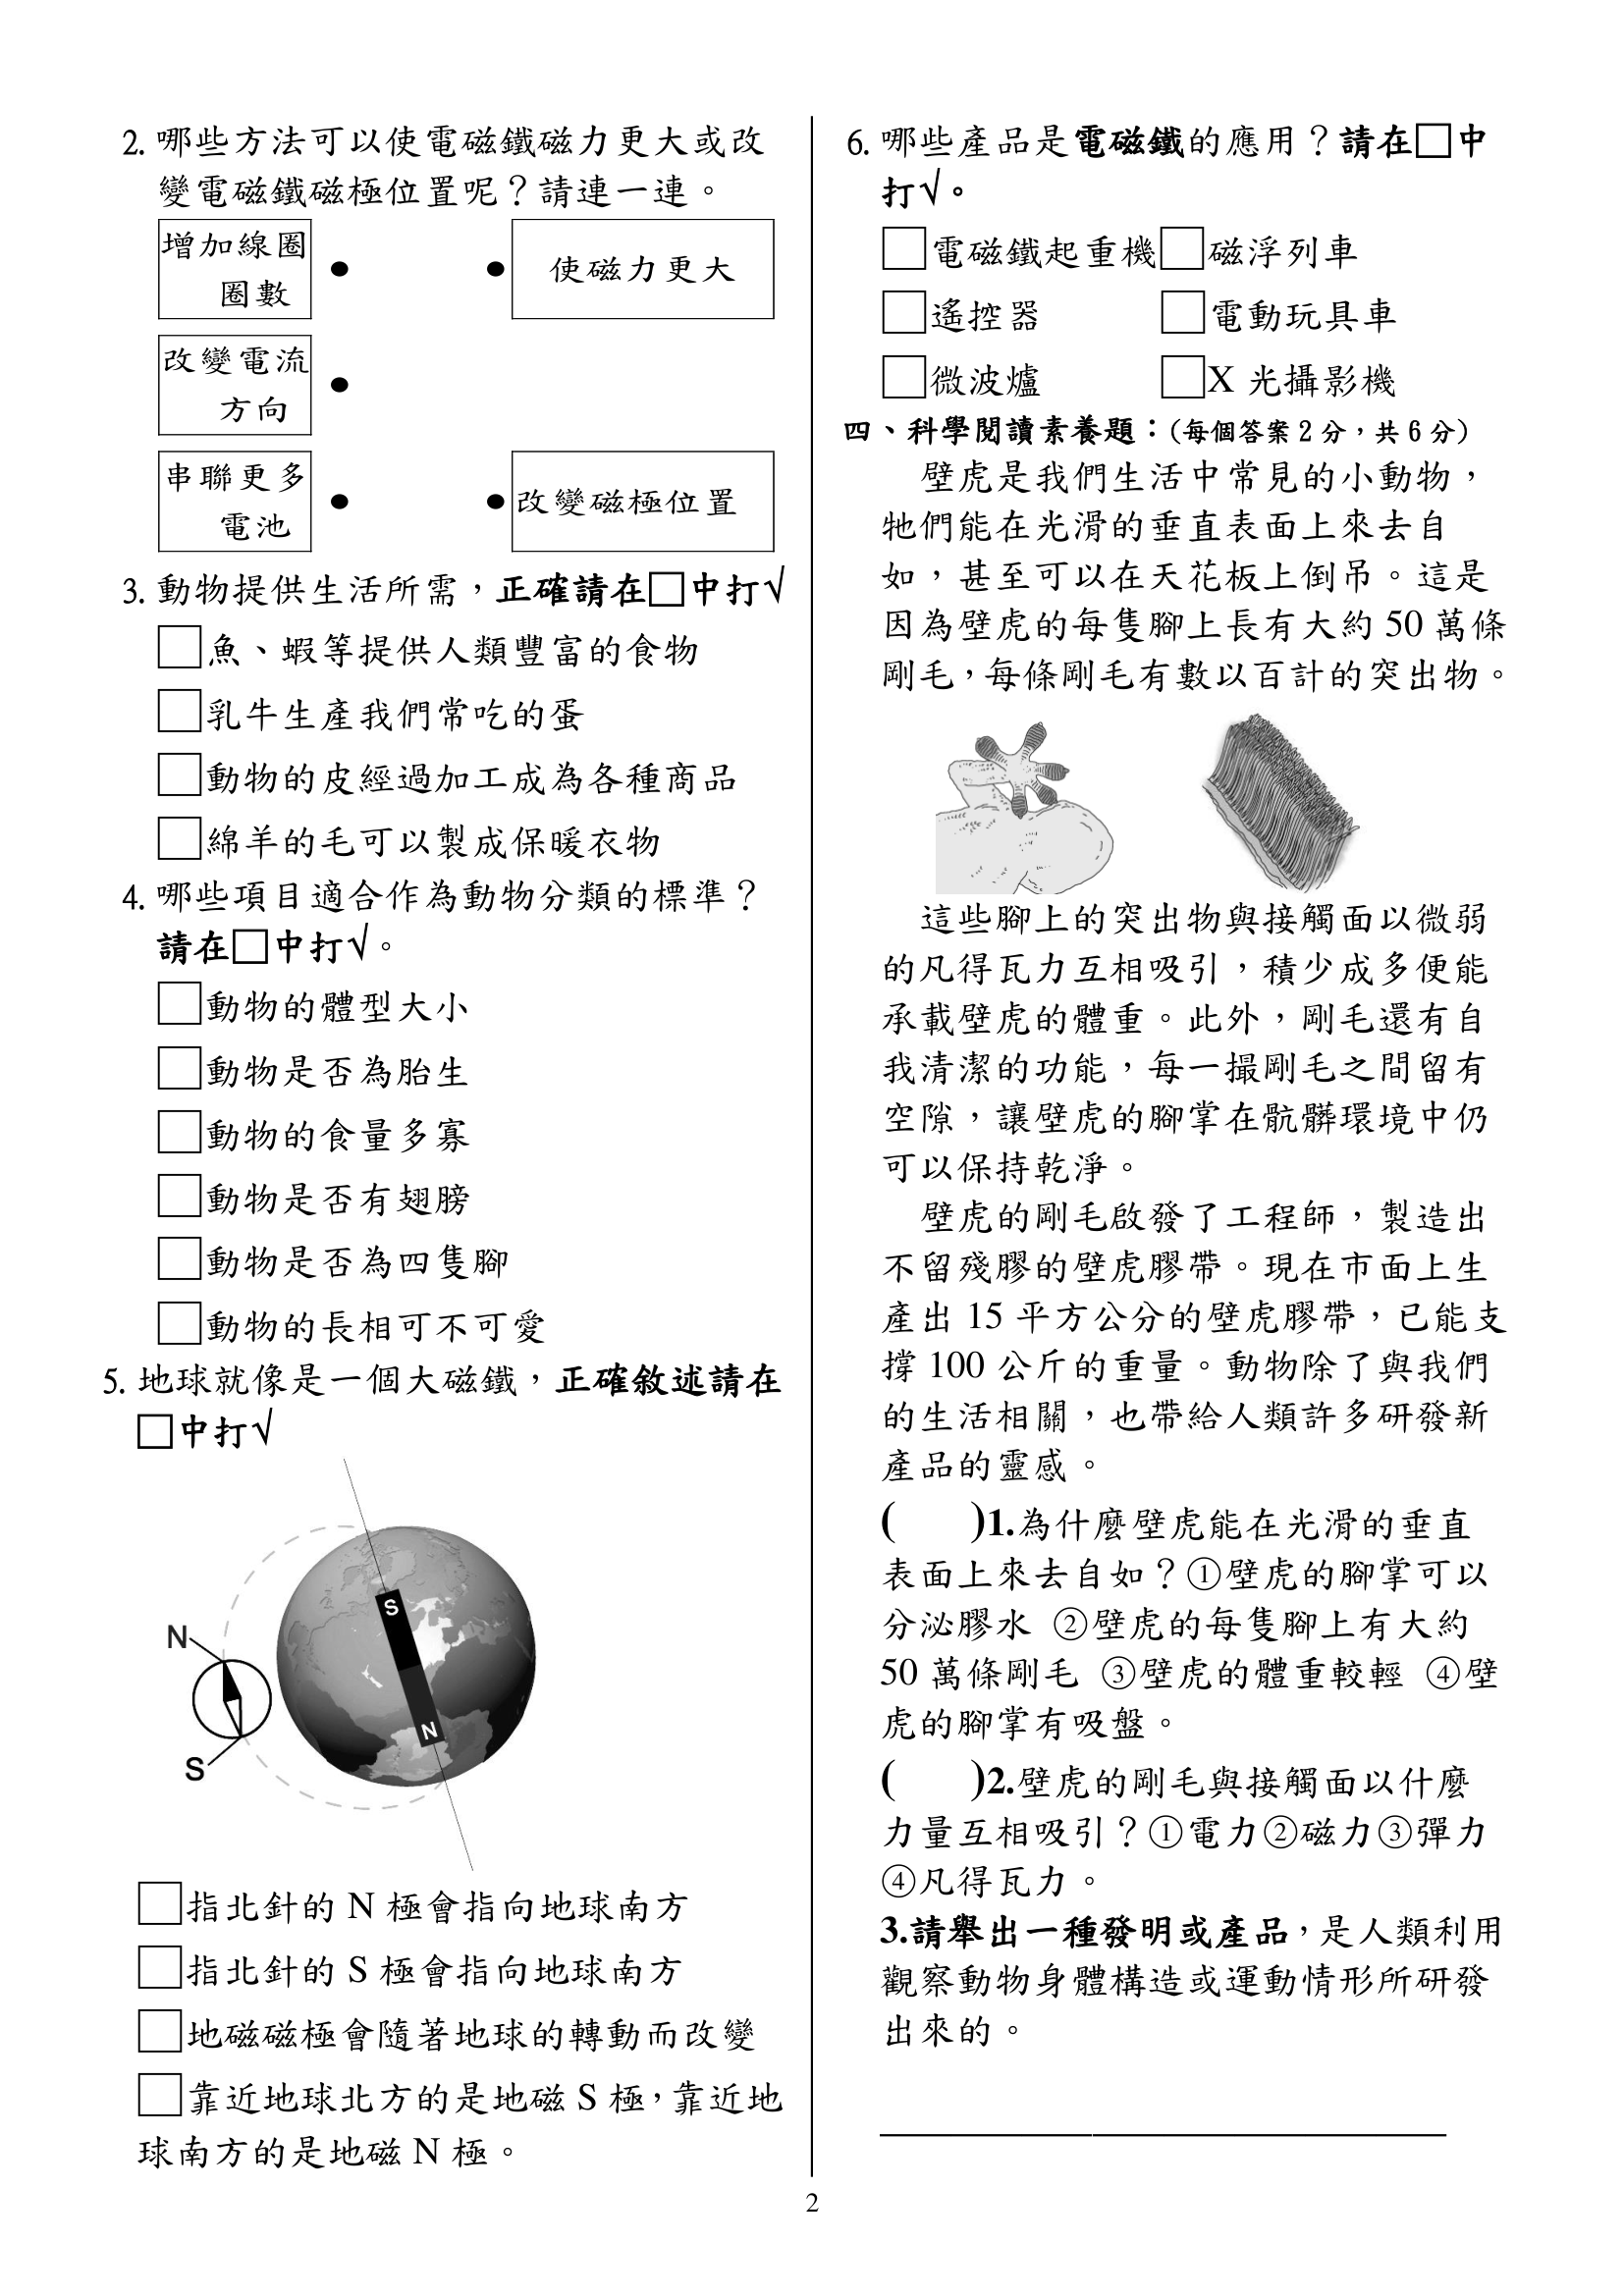 2. 哪些方法可以使電磁鐵磁力更大或改
變電磁鐵磁極位置呢？請連一連。
增加線圈
圈數
使磁力更大
改變電流
方向
串聯更多
電池
改變磁極位置
3. 動物提供生活所需，正確請在□中打√
□魚、蝦等提供人類豐富的食物
□乳牛生產我們常吃的蛋
□動物的皮經過加工成為各種商品
□綿羊的毛可以製成保暖衣物
4. 哪些項目適合作為動物分類的標準？
請在□中打√。
□動物的體型大小
□動物是否為胎生
□動物的食量多寡
□動物是否有翅膀
□動物是否為四隻腳
□動物的長相可不可愛
5. 地球就像是一個大磁鐵，正確敘述請在
□中打√
S
N
N
S
□指北針的 N 極會指向地球南方
□指北針的 S 極會指向地球南方
□地磁磁極會隨著地球的轉動而改變
□靠近地球北方的是地磁 S 極，靠近地
球南方的是地磁 N 極。
6. 哪些產品是電磁鐵的應用？請在□中
打√。
□電磁鐵起重機□磁浮列車
□遙控器 □電動玩具車
□微波爐 □X 光攝影機
四、科學閱讀素養題：(每個答案 2 分，共 6 分)
壁虎是我們生活中常見的小動物，
牠們能在光滑的垂直表面上來去自
如，甚至可以在天花板上倒吊。這是
因為壁虎的每隻腳上長有大約 50 萬條
剛毛，每條剛毛有數以百計的突出物。
這些腳上的突出物與接觸面以微弱
的凡得瓦力互相吸引，積少成多便能
承載壁虎的體重。此外，剛毛還有自
我清潔的功能，每一撮剛毛之間留有
空隙，讓壁虎的腳掌在骯髒環境中仍
可以保持乾淨。
壁虎的剛毛啟發了工程師，製造出
不留殘膠的壁虎膠帶。現在市面上生
產出 15 平方公分的壁虎膠帶，已能支
撐 100 公斤的重量。動物除了與我們
的生活相關，也帶給人類許多研發新
產品的靈感。
(　　)1.為什麼壁虎能在光滑的垂直
表面上來去自如？①壁虎的腳掌可以
分泌膠水 ②壁虎的每隻腳上有大約
50 萬條剛毛 ③壁虎的體重較輕 ④壁
虎的腳掌有吸盤。
(　　)2.壁虎的剛毛與接觸面以什麼
力量互相吸引？①電力②磁力③彈力
④凡得瓦力。
3.請舉出一種發明或產品，是人類利用
觀察動物身體構造或運動情形所研發
出來的。
2